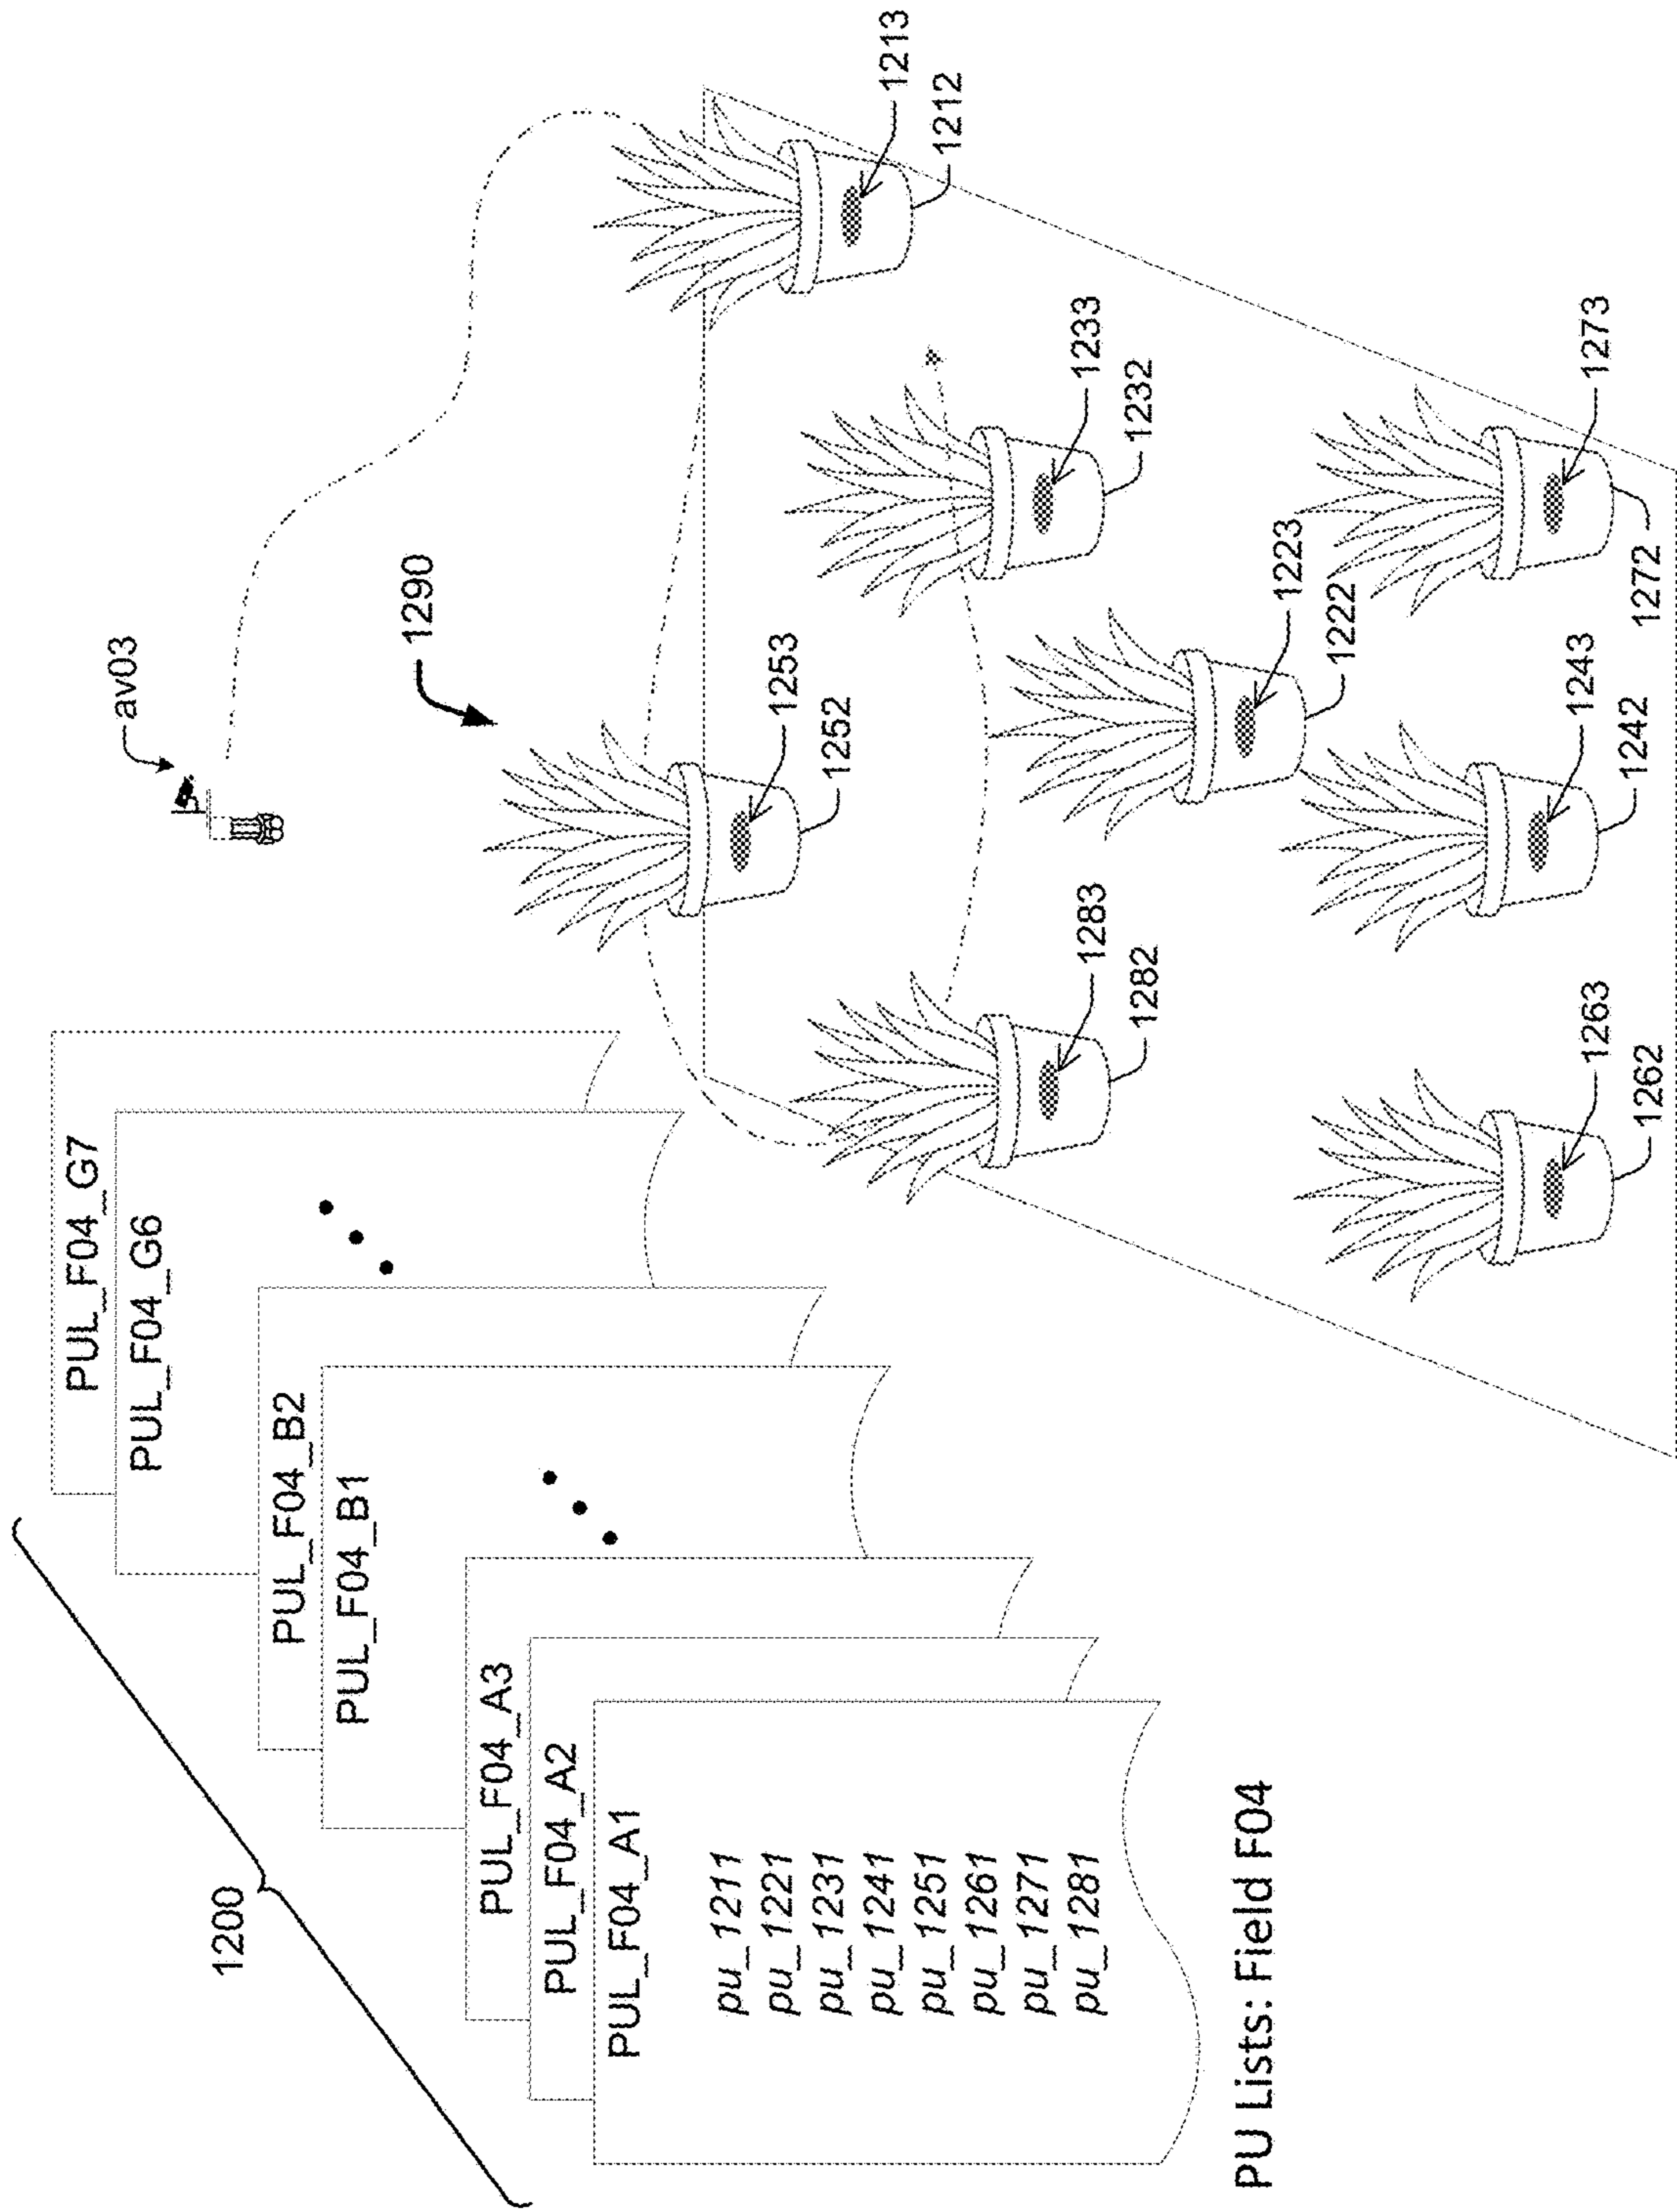 1200
PUL_F04_G7
PUL_F04_G6
PUL_F04_B2
PUL_F04_B1
PUL_F04_A3
PUL_F04_A2
PUL_F04_A1
pu_1211
pu_1221
pu_1231
pu_1241
pu_1251
pu_1261
pu_1271
pu_1281
PU Lists: Field F04
av03
1290
1253
1252
1213
1212
1283
1282
1233
1232
1223
1222
1263
1262
1243
1242
1273
1272